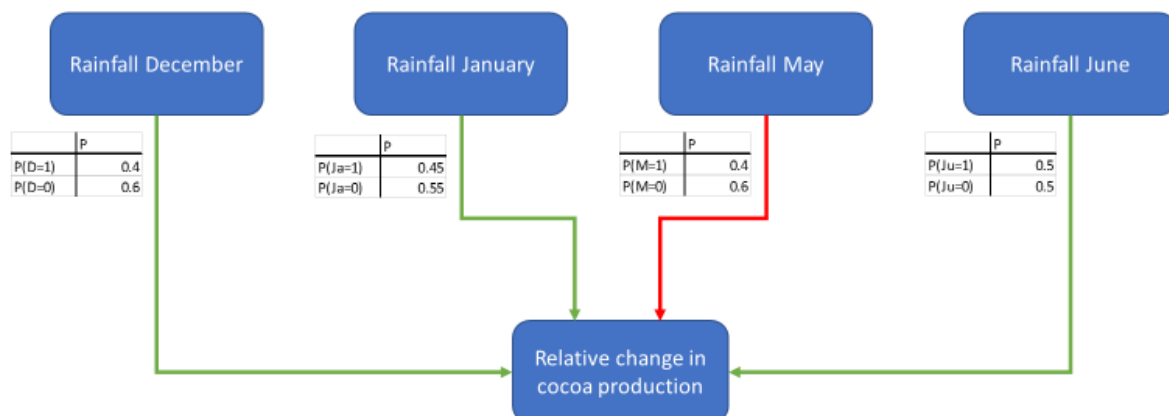 Rainfall December
Rainfall January
Rainfall May
Rainfall June
P
P(D=1) 0.4
P(D=0) 0.6
P
P(Ja=1) 0.45
P(Ja=0) 0.55
P
P(M=1) 0.4
P(M=0) 0.6
P
P(Ju=1) 0.5
P(Ju=0) 0.5
Relative change in
cocoa production